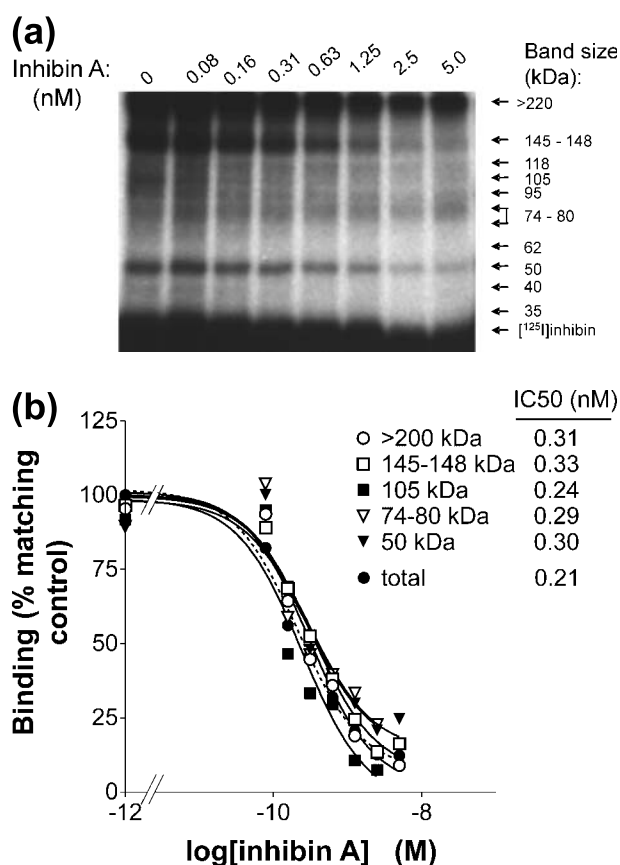 (a)
Inhibin A:
(nM)
0 0.08 0.16 0.31 0.63 1.25 2.5 5.0
Band size
(kDa):
>220
145 - 148
118
105
95
74 - 80
62
50
40
35
[¹²⁵I]inhibin
(b)
IC50 (nM)
>200 kDa 0.31
145-148 kDa 0.33
105 kDa 0.24
74-80 kDa 0.29
50 kDa 0.30
total 0.21
Binding (% matching
control)
125
100
75
50
25
0
-12 -10 -8
log[inhibin A] (M)